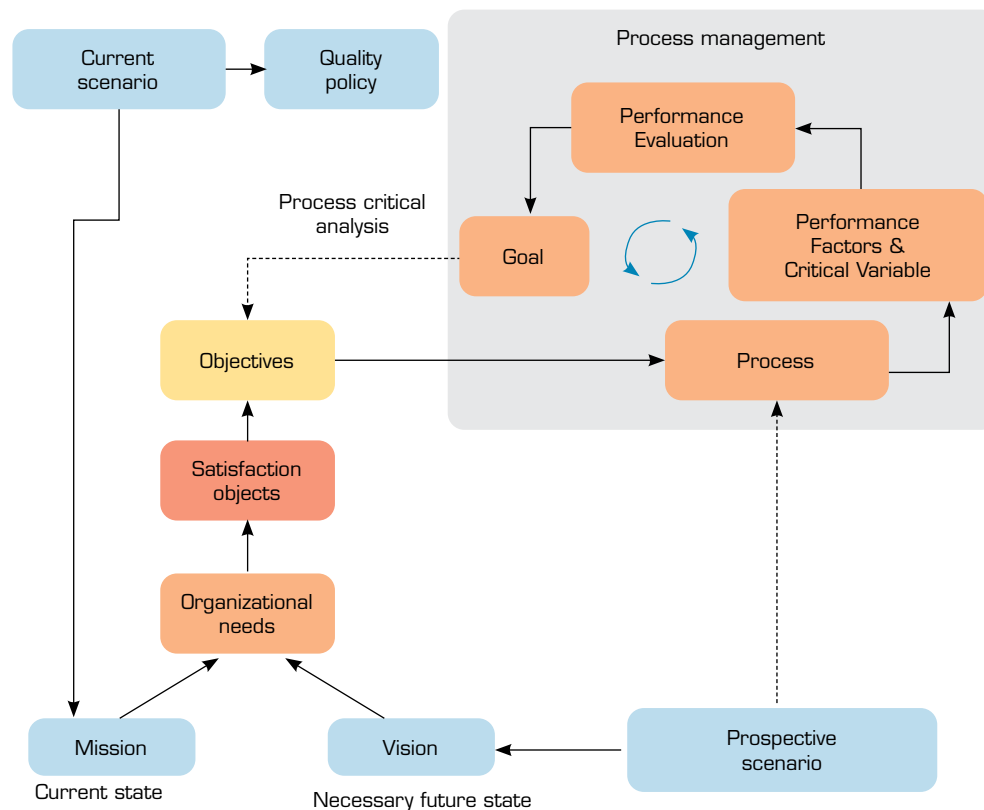 Current
scenario
Quality
policy
Process management
Performance
Evaluation
Process critical
analysis
Goal
Performance
Factors &
Critical Variable
Objectives
Process
Satisfaction
objects
Organizational
needs
Mission
Vision
Prospective
scenario
Current state
Necessary future state